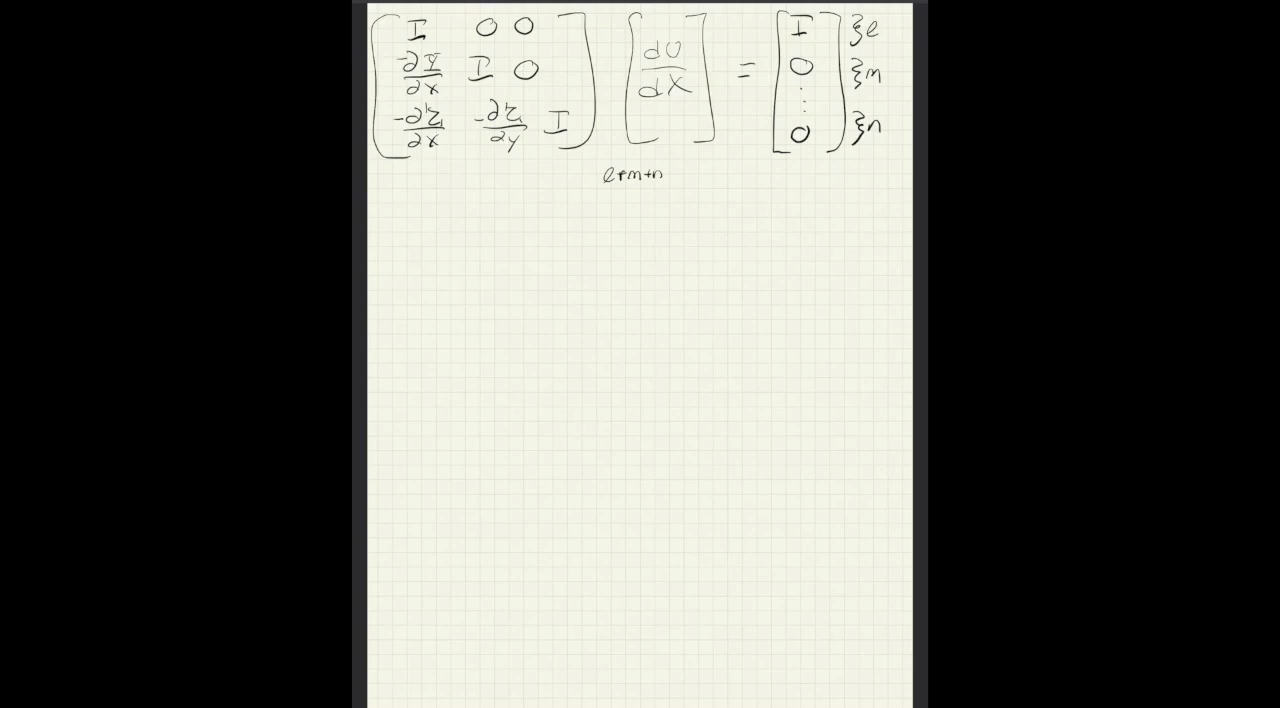 [ I 0 0 ] [ dU/dX ] = [ I ] }l
[ -∂Y/∂X I 0 ] [ 0 ] }m
[ -∂Z/∂X -∂Z/∂Y I ] [ ⋮ 0 ] }n
l+m+n